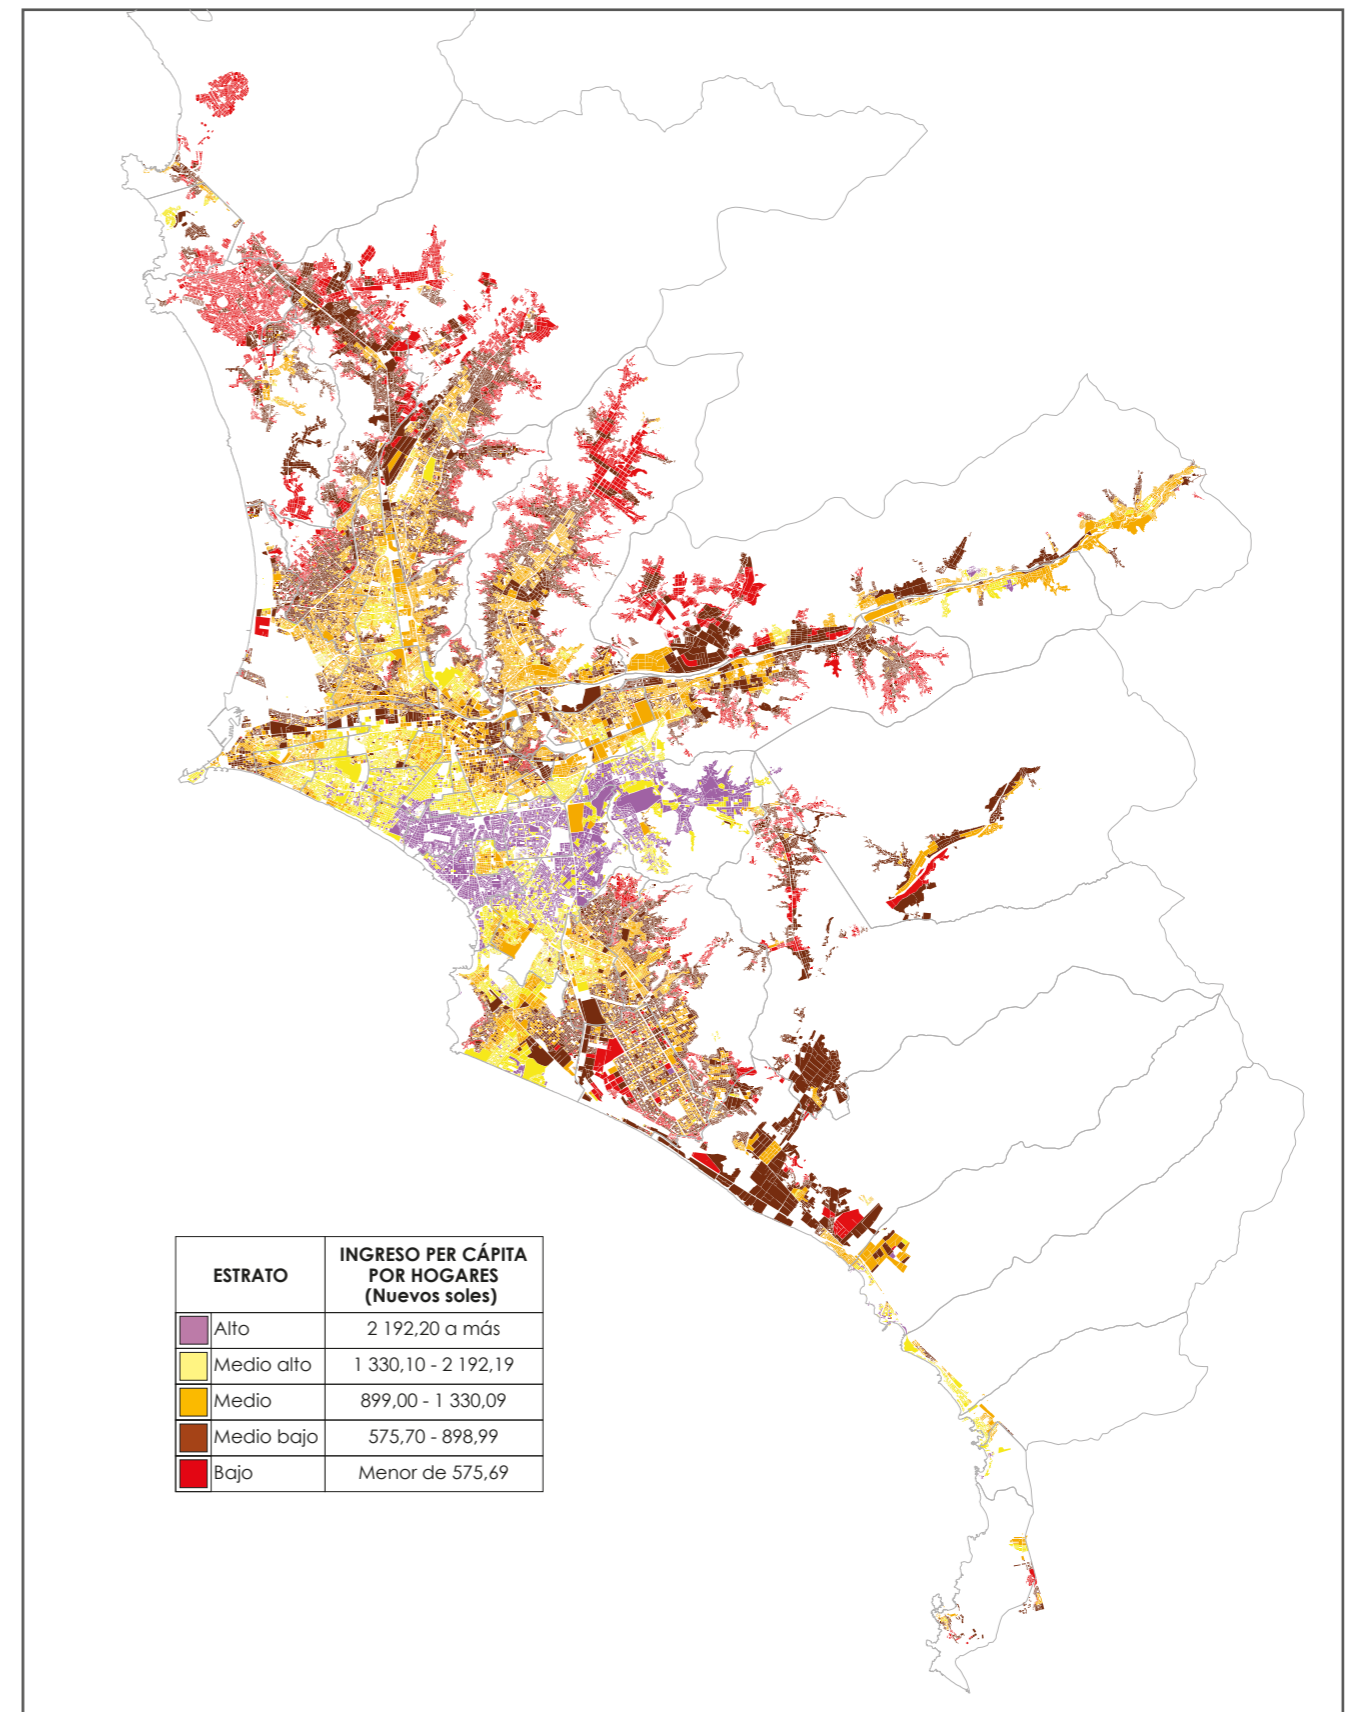 ESTRATO
INGRESO PER CÁPITA
POR HOGARES
(Nuevos soles)
Alto
2 192,20 a más
Medio alto
1 330,10 - 2 192,19
Medio
899,00 - 1 330,09
Medio bajo
575,70 - 898,99
Bajo
Menor de 575,69